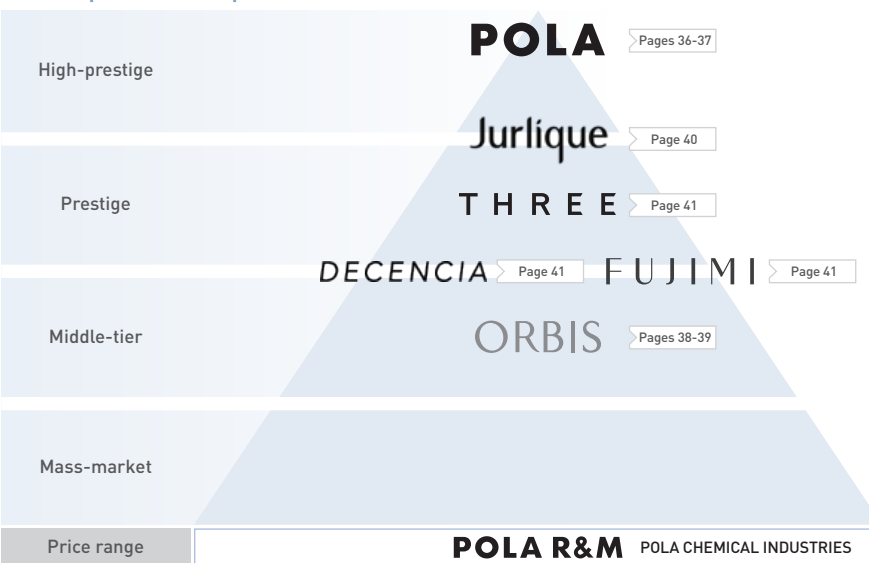 High-prestige
POLA Pages 36-37
Jurlique Page 40
Prestige
THREE Page 41
DECENCIA Page 41 FUJIMI Page 41
Middle-tier
ORBIS Pages 38-39
Mass-market
Price range
POLA R&M POLA CHEMICAL INDUSTRIES